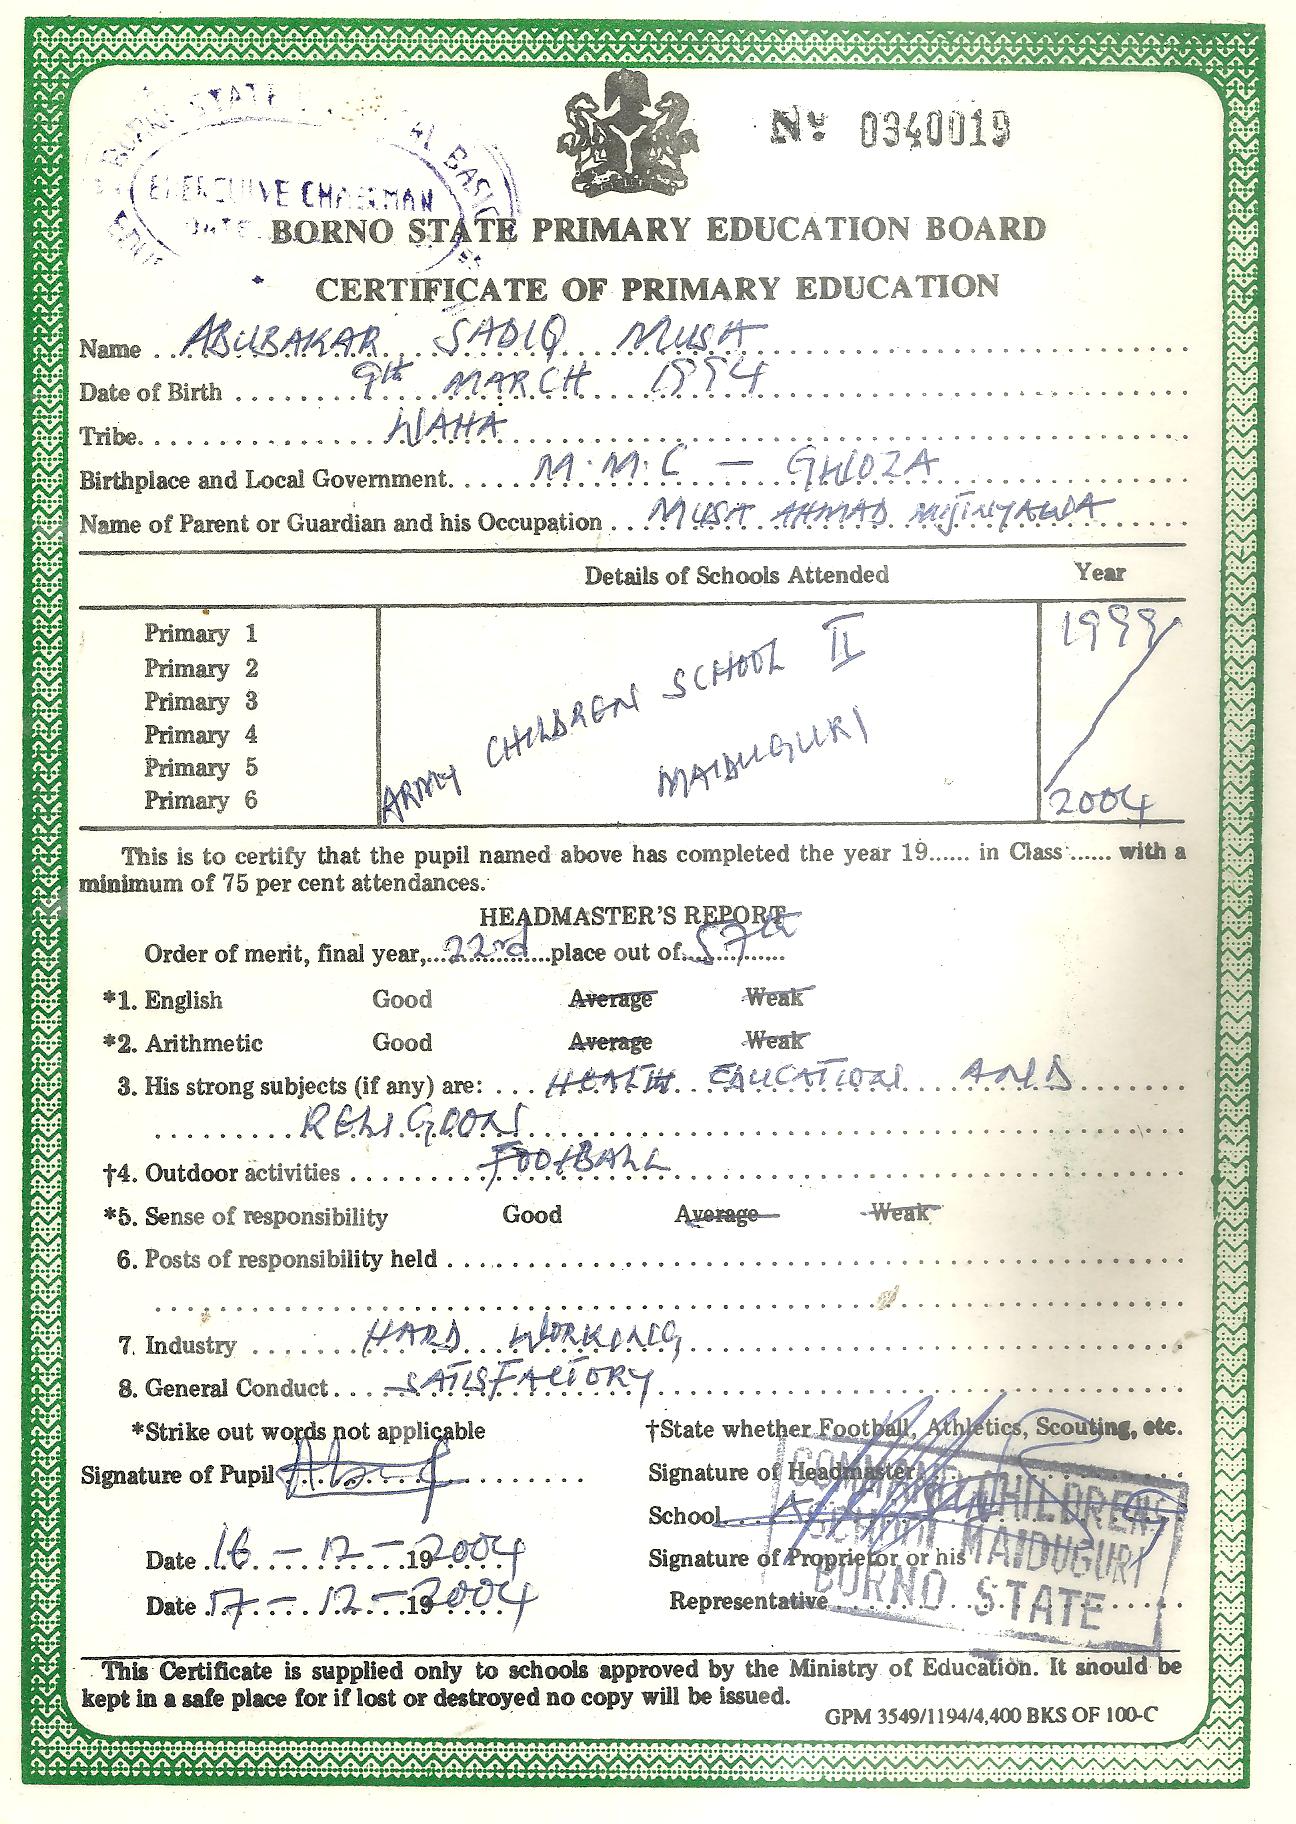 BORNO STATE AL BASIC
EXECUTIVE CHAIRMAN
DATE
Nº 0340019
BORNO STATE PRIMARY EDUCATION BOARD
CERTIFICATE OF PRIMARY EDUCATION
Name ... ABUBAKAR SADIQ MUSA
Date of Birth ... 9th MARCH 1994
Tribe ... WAHA
Birthplace and Local Government ... M.M.C – GHOZA
Name of Parent or Guardian and his Occupation ... MUSA AHMAD MIJINYAWA
Details of Schools Attended Year
Primary 1 1999
Primary 2
Primary 3
Primary 4
Primary 5
Primary 6 2004
ARMY CHILDREN SCHOOL II
MAIDUGURI
This is to certify that the pupil named above has completed the year 19...... in Class ...... with a
minimum of 75 per cent attendances.
HEADMASTER'S REPORT
Order of merit, final year, 22nd place out of 57th
*1. English Good Average Weak
*2. Arithmetic Good Average Weak
3. His strong subjects (if any) are: HEALTH EDUCATION AND
RELIGOON
†4. Outdoor activities FOOTBALL
*5. Sense of responsibility Good Average Weak
6. Posts of responsibility held
7. Industry HARD WORKING
8. General Conduct SATISFACTORY
*Strike out words not applicable †State whether Football, Athletics, Scouting, etc.
Signature of Pupil Signature of Headmaster
School
Date 16 – 12 – 19 2004 Signature of Proprietor or his
Date 17 – 12 – 19 2004 Representative
COMMAND CHILDREN
SCHOOL MAIDUGURI
BORNO STATE
This Certificate is supplied only to schools approved by the Ministry of Education. It should be
kept in a safe place for if lost or destroyed no copy will be issued.
GPM 3549/1194/4,400 BKS OF 100-C